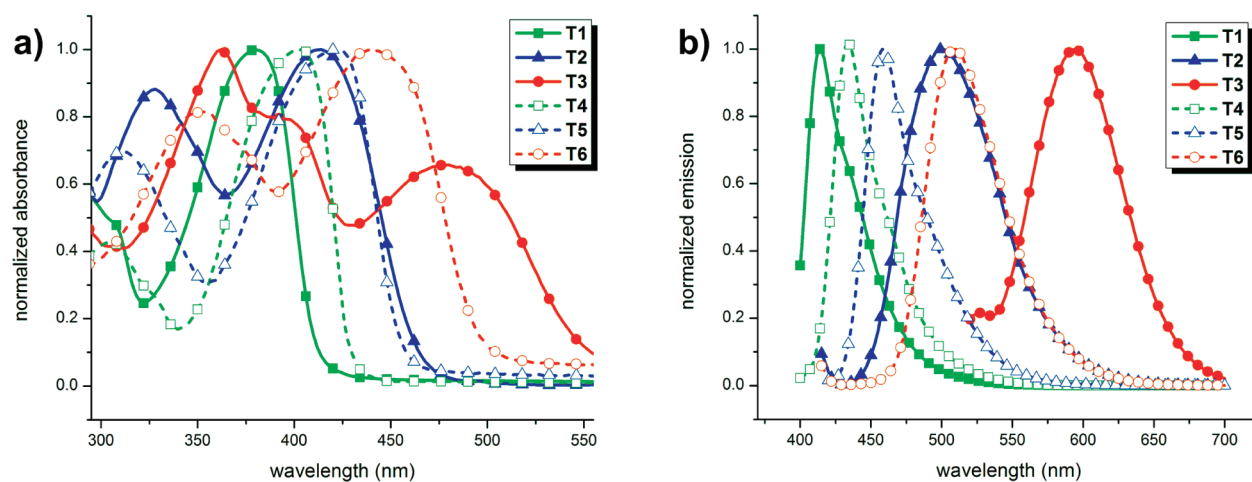 a)
normalized absorbance
1.0
0.8
0.6
0.4
0.2
0.0
300 350 400 450 500 550
wavelength (nm)
T1
T2
T3
T4
T5
T6
b)
normalized emission
1.0
0.8
0.6
0.4
0.2
0.0
400 450 500 550 600 650 700
wavelength (nm)
T1
T2
T3
T4
T5
T6